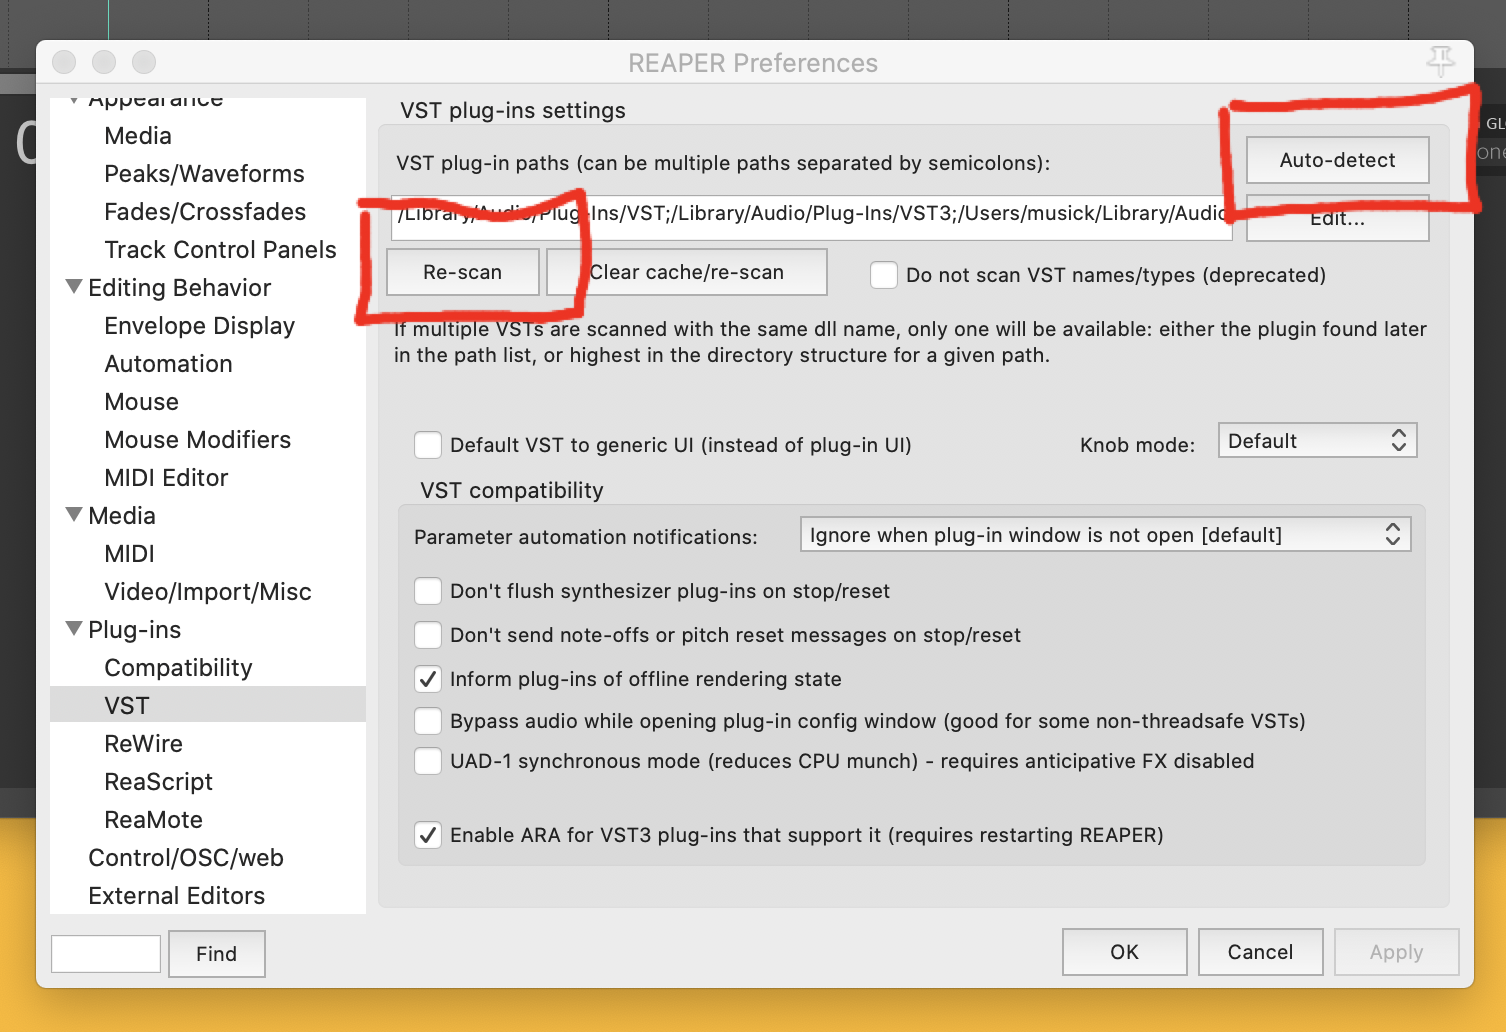 REAPER Preferences
Appearance
Media
Peaks/Waveforms
Fades/Crossfades
Track Control Panels
Editing Behavior
Envelope Display
Automation
Mouse
Mouse Modifiers
MIDI Editor
Media
MIDI
Video/Import/Misc
Plug-ins
Compatibility
VST
ReWire
ReaScript
ReaMote
Control/OSC/web
External Editors
Find
VST plug-ins settings
VST plug-in paths (can be multiple paths separated by semicolons):
Auto-detect
/Library/Audio/Plug-Ins/VST;/Library/Audio/Plug-Ins/VST3;/Users/musick/Library/Audio
Edit...
Re-scan
Clear cache/re-scan
Do not scan VST names/types (deprecated)
If multiple VSTs are scanned with the same dll name, only one will be available: either the plugin found later
in the path list, or highest in the directory structure for a given path.
Default VST to generic UI (instead of plug-in UI)
Knob mode: Default
VST compatibility
Parameter automation notifications: Ignore when plug-in window is not open [default]
Don't flush synthesizer plug-ins on stop/reset
Don't send note-offs or pitch reset messages on stop/reset
Inform plug-ins of offline rendering state
Bypass audio while opening plug-in config window (good for some non-threadsafe VSTs)
UAD-1 synchronous mode (reduces CPU munch) - requires anticipative FX disabled
Enable ARA for VST3 plug-ins that support it (requires restarting REAPER)
OK
Cancel
Apply